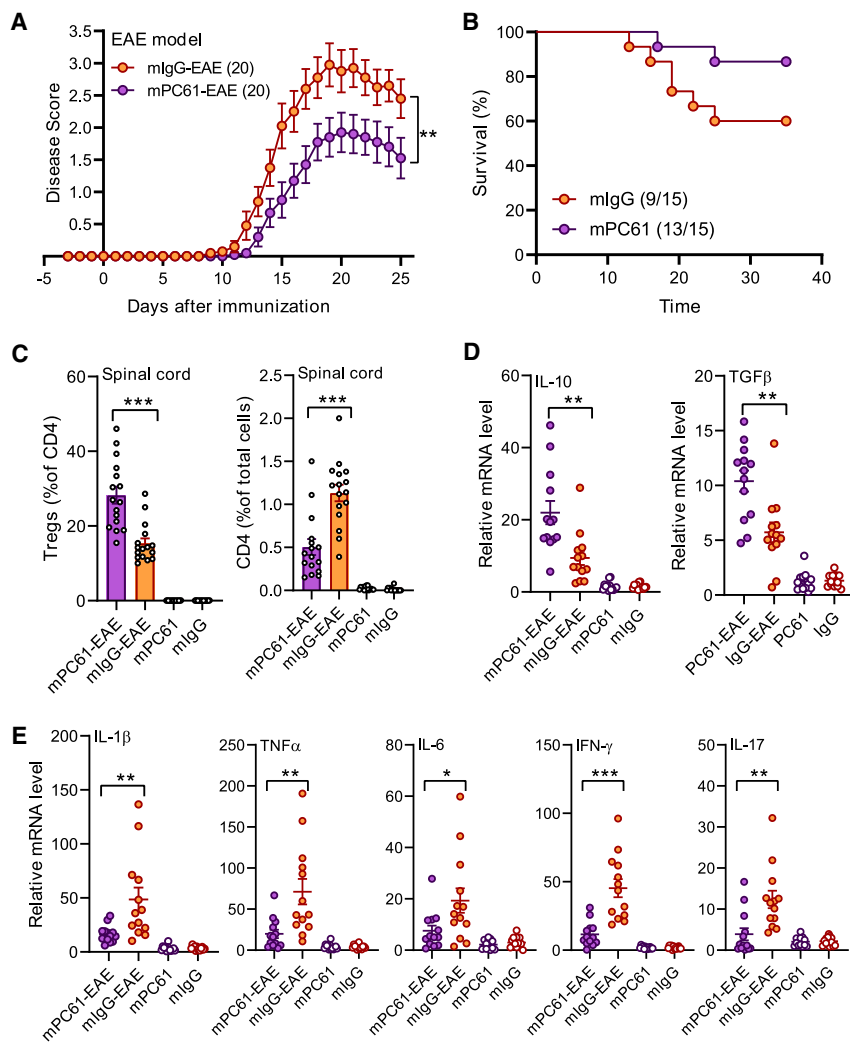 A
EAE model
mIgG-EAE (20)
mPC61-EAE (20)
Disease Score
3.5
3.0
2.5
2.0
1.5
1.0
0.5
**
-5 0 5 10 15 20 25
Days after immunization
B
Survival (%)
100
80
60
40
20
0
mIgG (9/15)
mPC61 (13/15)
0 10 20 30 40
Time
C
Spinal cord
Tregs (%of CD4)
60
40
20
0
***
mPC61-EAE
mIgG-EAE
mPC61
mIgG
Spinal cord
CD4 (%of total cells)
2.5
2.0
1.5
1.0
0.5
0.0
***
mPC61-EAE
mIgG-EAE
mPC61
mIgG
D
IL-10
Relative mRNA level
60
40
20
0
**
mPC61-EAE
mIgG-EAE
mPC61
mIgG
TGFβ
Relative mRNA level
20
15
10
5
0
**
PC61-EAE
IgG-EAE
PC61
IgG
E
IL-1β
Relative mRNA level
200
150
100
50
0
**
mPC61-EAE
mIgG-EAE
mPC61
mIgG
TNFα
250
200
150
100
50
0
**
mPC61-EAE
mIgG-EAE
mPC61
mIgG
IL-6
80
60
40
20
0
*
mPC61-EAE
mIgG-EAE
mPC61
mIgG
IFN-γ
150
100
50
0
***
mPC61-EAE
mIgG-EAE
mPC61
mIgG
IL-17
50
40
30
20
10
0
**
mPC61-EAE
mIgG-EAE
mPC61
mIgG